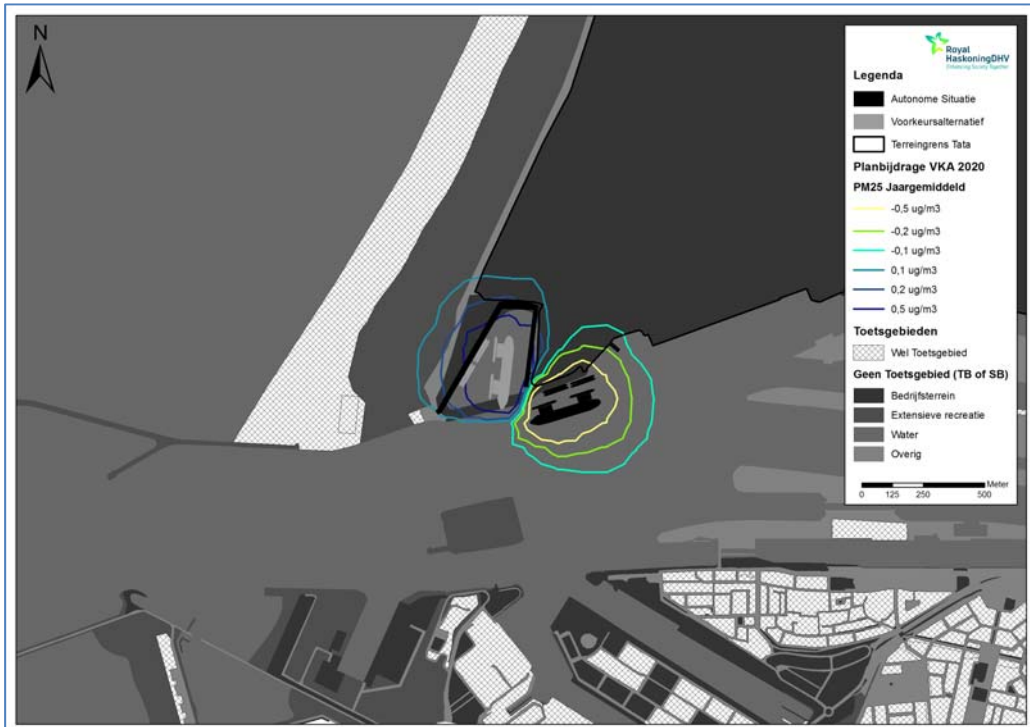 N
Royal
HaskoningDHV
Enhancing Society Together
Legenda
Autonome Situatie
Voorkeursalternatief
Terreingrens Tata
Planbijdrage VKA 2020
PM25 Jaargemiddeld
-0,5 ug/m3
-0,2 ug/m3
-0,1 ug/m3
0,1 ug/m3
0,2 ug/m3
0,5 ug/m3
Toetsgebieden
Wel Toetsgebied
Geen Toetsgebied (TB of SB)
Bedrijfsterrein
Extensieve recreatie
Water
Overig
Meter
0 125 250 500